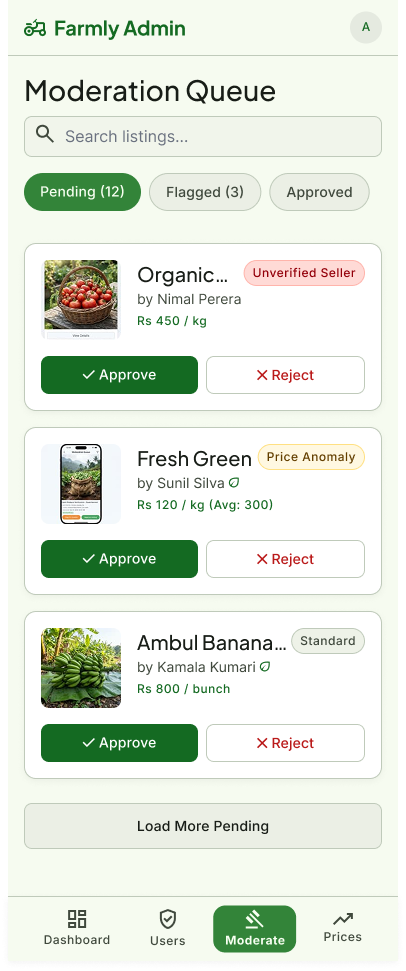 Farmly Admin
A
Moderation Queue
Search listings...
Pending (12)
Flagged (3)
Approved
Organic...
Unverified Seller
by Nimal Perera
Rs 450 / kg
View Details
Approve
Reject
Fresh Green
Price Anomaly
by Sunil Silva
Rs 120 / kg (Avg: 300)
Approve
Reject
Ambul Banana...
Standard
by Kamala Kumari
Rs 800 / bunch
Approve
Reject
Load More Pending
Dashboard
Users
Moderate
Prices